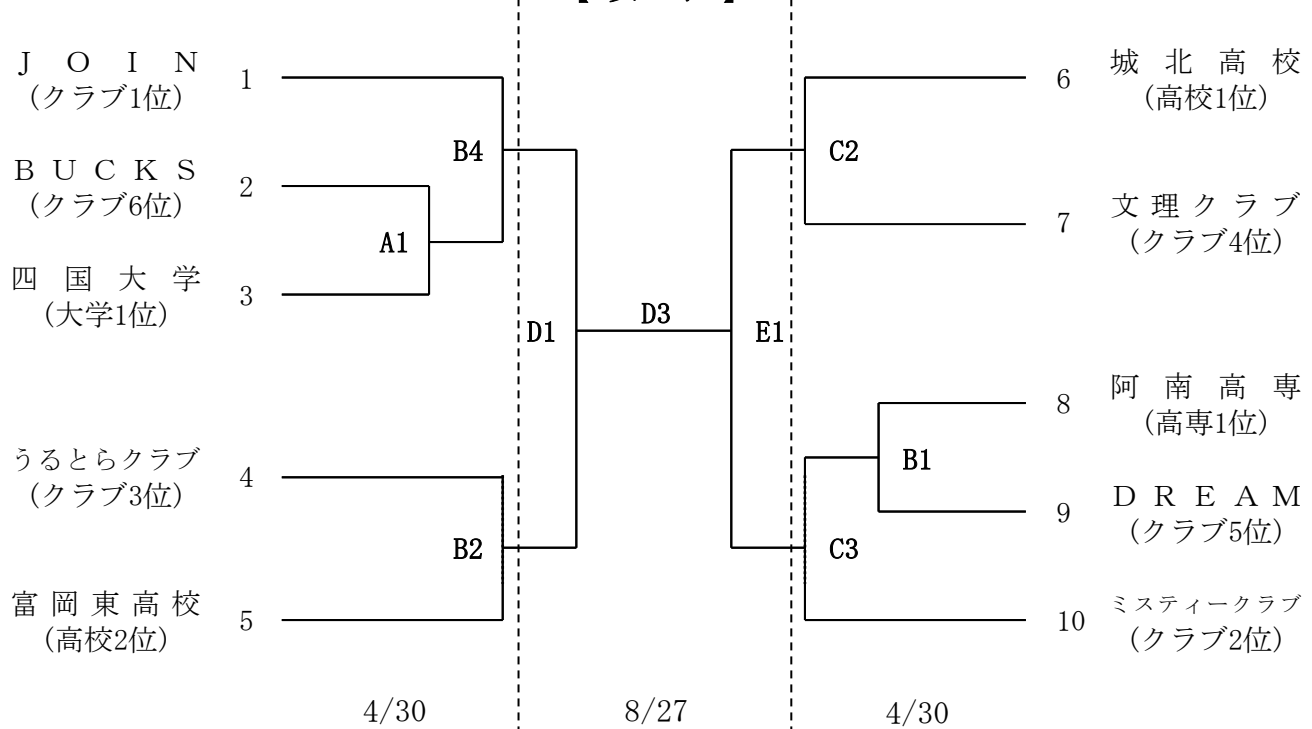 ＪＯＩＮ 1
(クラブ1位)
ＢＵＣＫＳ 2
(クラブ6位)
四国大学 3
(大学1位)
うるとらクラブ 4
(クラブ3位)
富岡東高校 5
(高校2位)
B4
A1
B2
D1
D3
E1
C2
B1
C3
6 城北高校
(高校1位)
7 文理クラブ
(クラブ4位)
8 阿南高専
(高専1位)
9 ＤＲＥＡＭ
(クラブ5位)
10 ミスティークラブ
(クラブ2位)
4/30
8/27
4/30